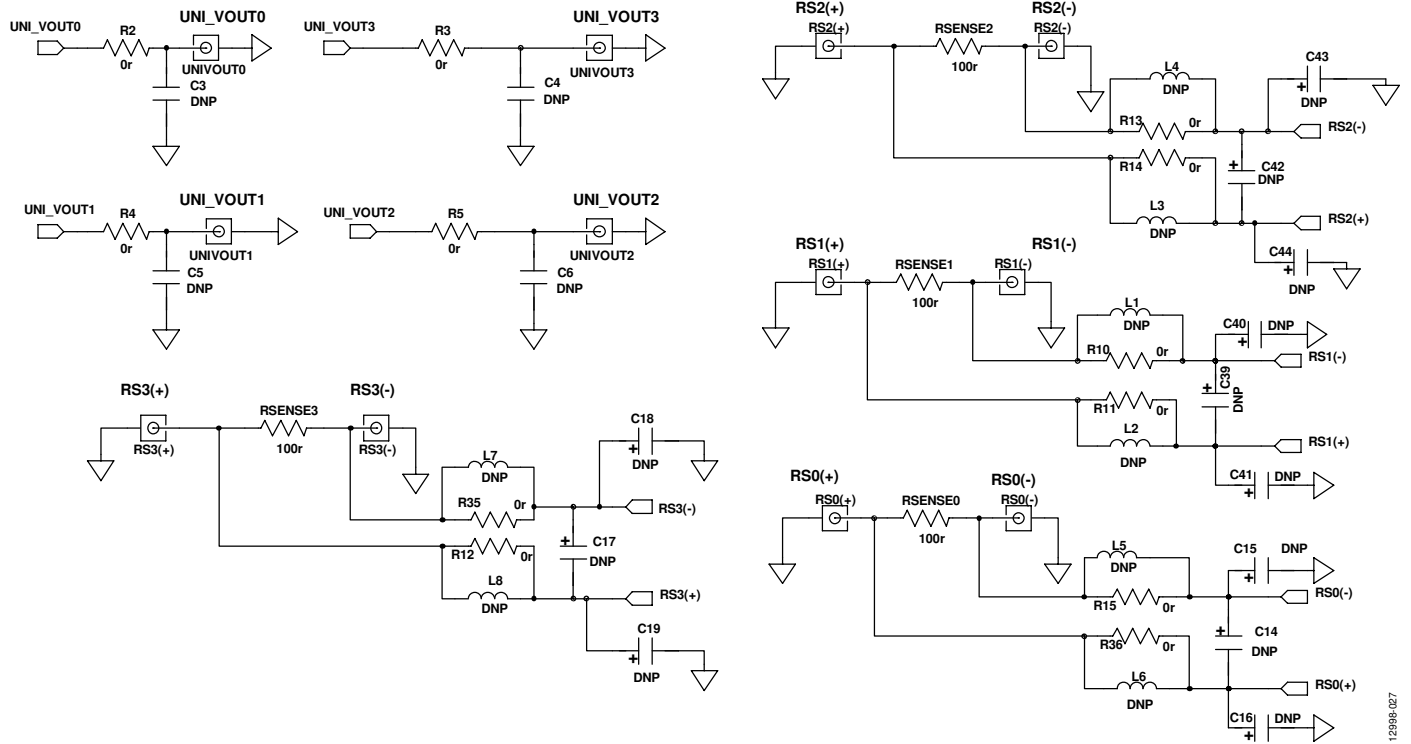 UNI_VOUT0
R2
0r
UNI_VOUT0
UNIVOUT0
C3
DNP
UNI_VOUT3
R3
0r
UNI_VOUT3
UNIVOUT3
C4
DNP
UNI_VOUT1
R4
0r
UNI_VOUT1
UNIVOUT1
C5
DNP
UNI_VOUT2
R5
0r
UNI_VOUT2
UNIVOUT2
C6
DNP
RS3(+)
RS3(+)
RSENSE3
100r
RS3(-)
RS3(-)
L7
DNP
R35
0r
R12
0r
L8
DNP
C18
+
DNP
RS3(-)
+
C17
DNP
RS3(+)
C19
+
DNP
RS2(+)
RS2(+)
RSENSE2
100r
RS2(-)
RS2(-)
L4
DNP
R13
0r
R14
0r
L3
DNP
C43
+
DNP
RS2(-)
+
C42
DNP
RS2(+)
C44
+
DNP
RS1(+)
RS1(+)
RSENSE1
100r
RS1(-)
RS1(-)
L1
DNP
R10
0r
R11
0r
L2
DNP
C40
DNP
+
RS1(-)
+
C39
DNP
RS1(+)
C41
DNP
+
RS0(+)
RS0(+)
RSENSE0
100r
RS0(-)
RS0(-)
L5
DNP
R15
0r
R36
0r
L6
DNP
C15
DNP
+
RS0(-)
+
C14
DNP
RS0(+)
C16
DNP
+
12998-027